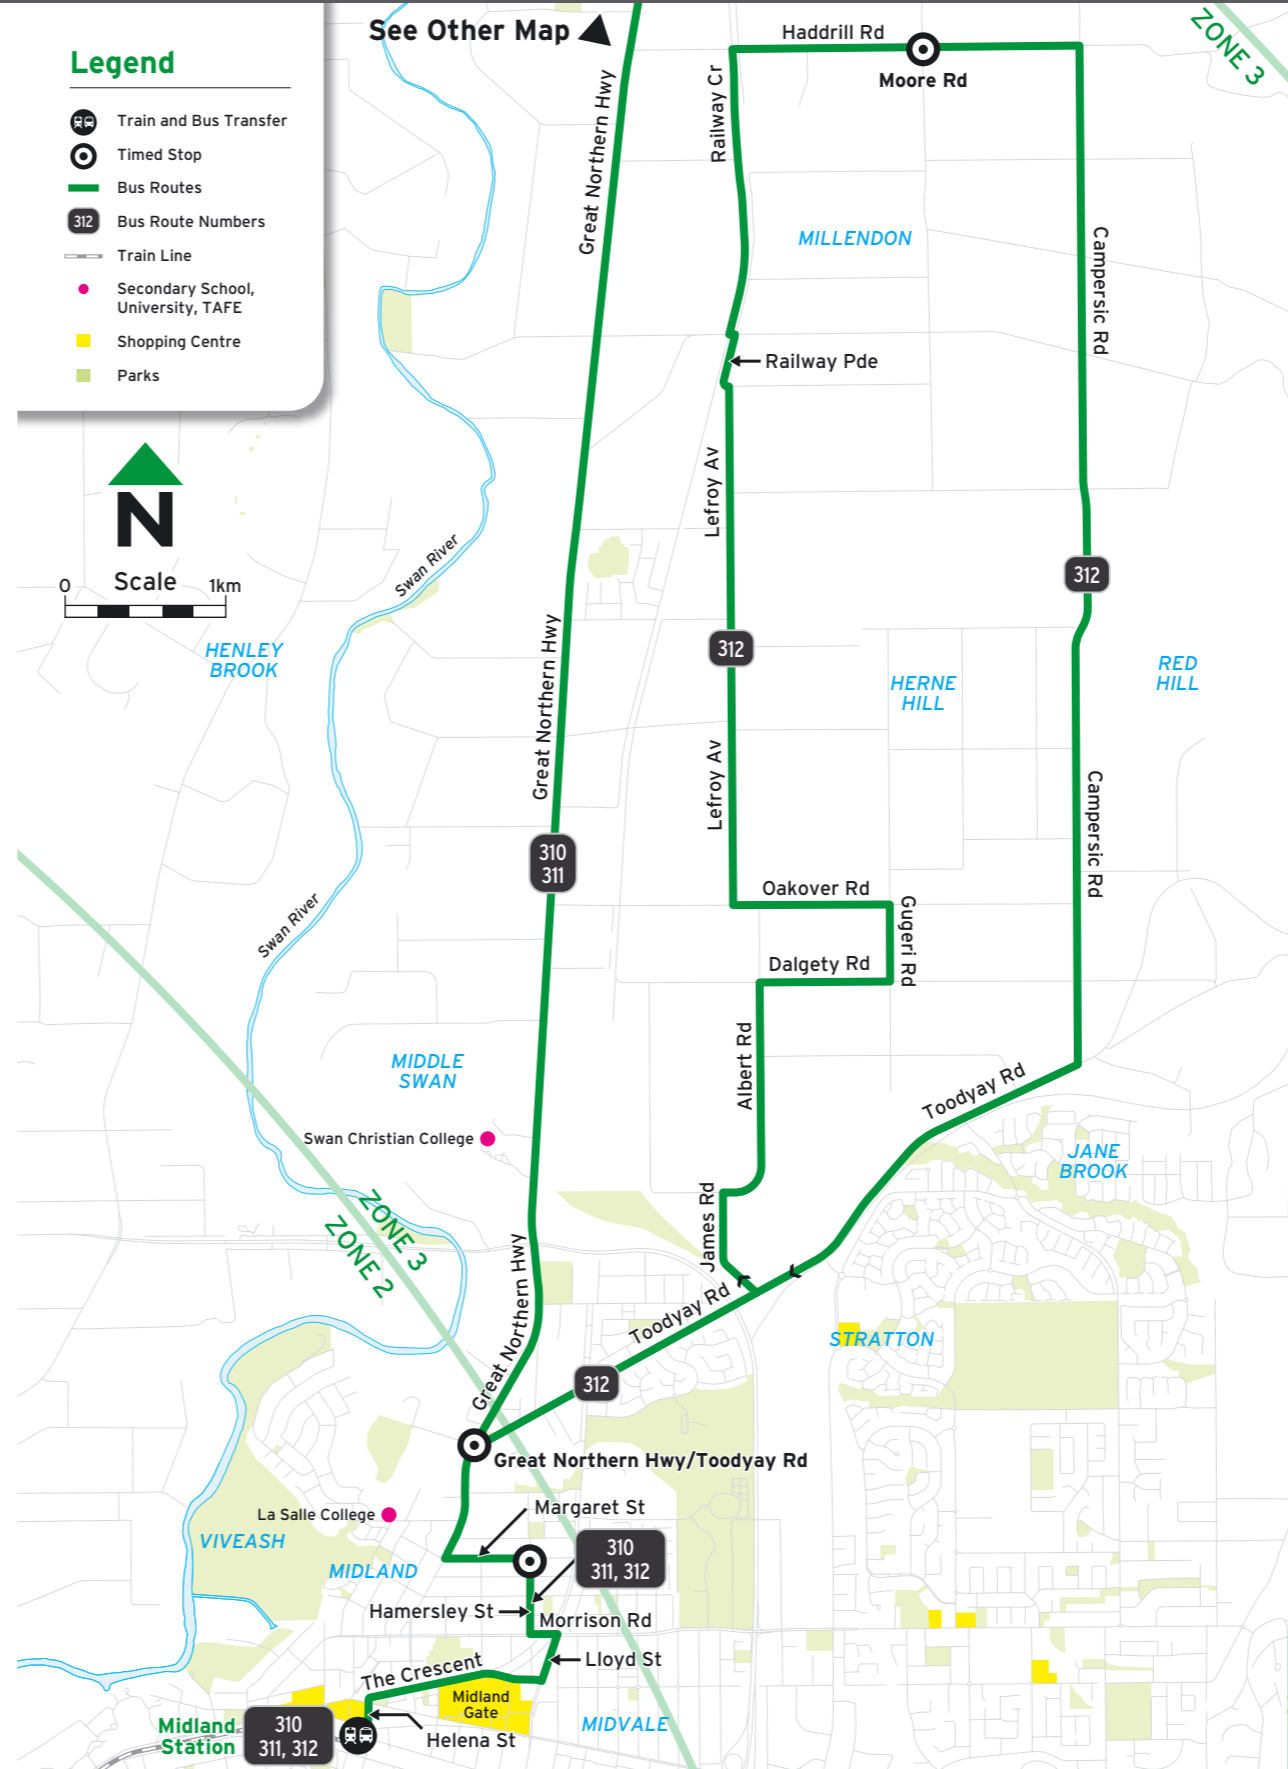 See Other Map
Legend
Train and Bus Transfer
Timed Stop
Bus Routes
312
Bus Route Numbers
Train Line
Secondary School,
University, TAFE
Shopping Centre
Parks
N
0
Scale
1km
Haddrill Rd
Moore Rd
ZONE 3
Railway Cr
Great Northern Hwy
MILLENDON
Campersic Rd
Railway Pde
Lefroy Av
Swan River
312
HENLEY
BROOK
Great Northern Hwy
312
HERNE
HILL
RED
HILL
Lefroy Av
Campersic Rd
310
311
Oakover Rd
Gugeri Rd
Swan River
Dalgety Rd
MIDDLE
SWAN
Albert Rd
Toodyay Rd
Swan Christian College
JANE
BROOK
ZONE 3
ZONE 2
James Rd
Great Northern Hwy
Toodyay Rd
STRATTON
312
Great Northern Hwy/Toodyay Rd
La Salle College
Margaret St
VIVEASH
MIDLAND
310
311, 312
Hamersley St
Morrison Rd
Lloyd St
The Crescent
Midland
Gate
Midland
Station
310
311, 312
Helena St
MIDVALE